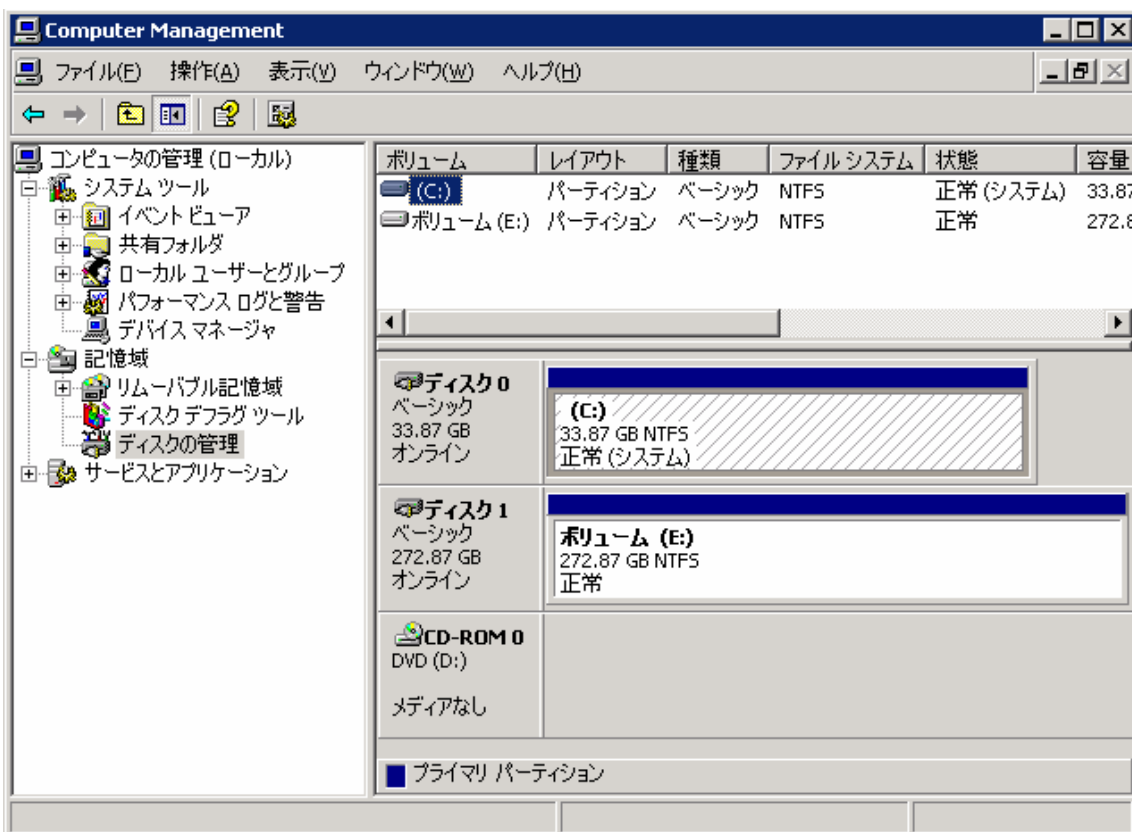 Computer Management
ファイル(F) 操作(A) 表示(V) ウィンドウ(W) ヘルプ(H)
コンピュータの管理 (ローカル)
システム ツール
イベント ビューア
共有フォルダ
ローカル ユーザーとグループ
パフォーマンス ログと警告
デバイス マネージャ
記憶域
リムーバブル記憶域
ディスク デフラグ ツール
ディスクの管理
サービスとアプリケーション
ボリューム レイアウト 種類 ファイル システム 状態 容量
(C:) パーティション ベーシック NTFS 正常 (システム) 33.87
ボリューム (E:) パーティション ベーシック NTFS 正常 272.8
ディスク 0
ベーシック
33.87 GB
オンライン
(C:)
33.87 GB NTFS
正常 (システム)
ディスク 1
ベーシック
272.87 GB
オンライン
ボリューム (E:)
272.87 GB NTFS
正常
CD-ROM 0
DVD (D:)
メディアなし
プライマリ パーティション